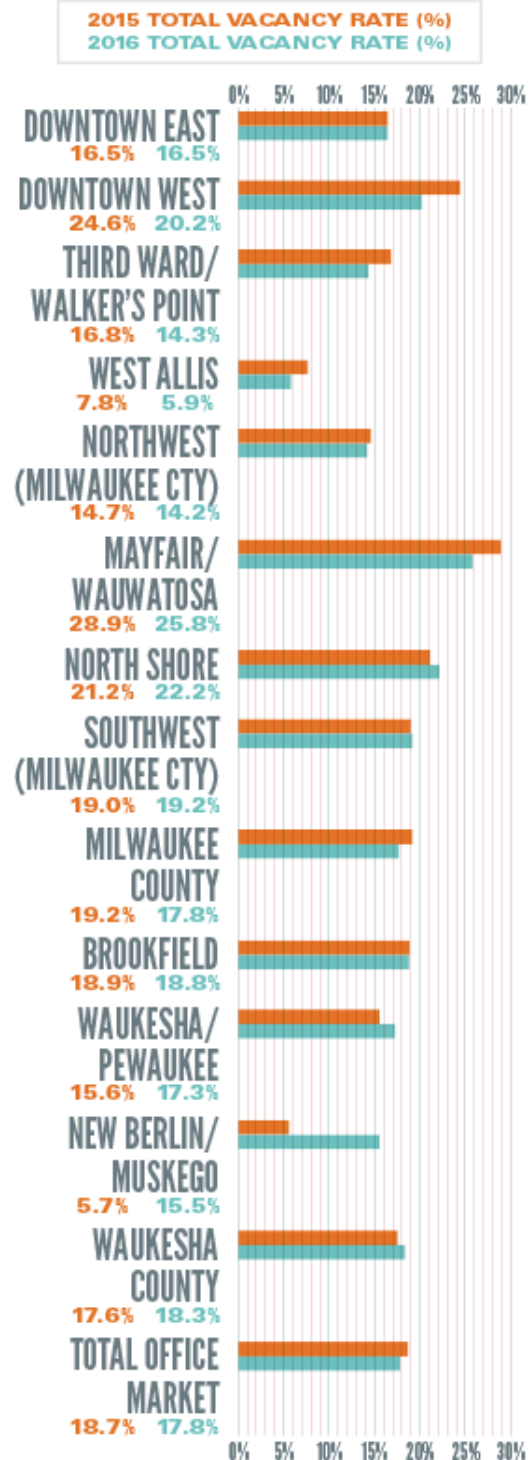 2015 TOTAL VACANCY RATE (%)
2016 TOTAL VACANCY RATE (%)
0% 5% 10% 15% 20% 25% 30%
DOWNTOWN EAST
16.5% 16.5%
DOWNTOWN WEST
24.6% 20.2%
THIRD WARD/
WALKER'S POINT
16.8% 14.3%
WEST ALLIS
7.8% 5.9%
NORTHWEST
(MILWAUKEE CTY)
14.7% 14.2%
MAYFAIR/
WAUWATOSA
28.9% 25.8%
NORTH SHORE
21.2% 22.2%
SOUTHWEST
(MILWAUKEE CTY)
19.0% 19.2%
MILWAUKEE
COUNTY
19.2% 17.8%
BROOKFIELD
18.9% 18.8%
WAUKESHA/
PEWAUKEE
15.6% 17.3%
NEW BERLIN/
MUSKEGO
5.7% 15.5%
WAUKESHA
COUNTY
17.6% 18.3%
TOTAL OFFICE
MARKET
18.7% 17.8%
0% 5% 10% 15% 20% 25% 30%